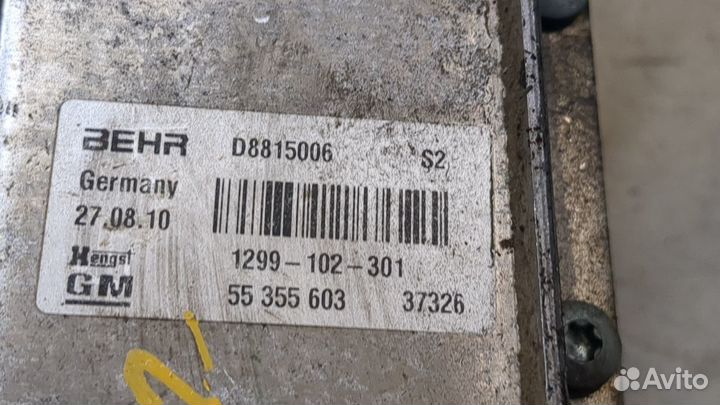 BEHR D8815006 S2
Germany
27.08.10
Hengst 1299-102-301
GM 55 355 603 37326
Avito